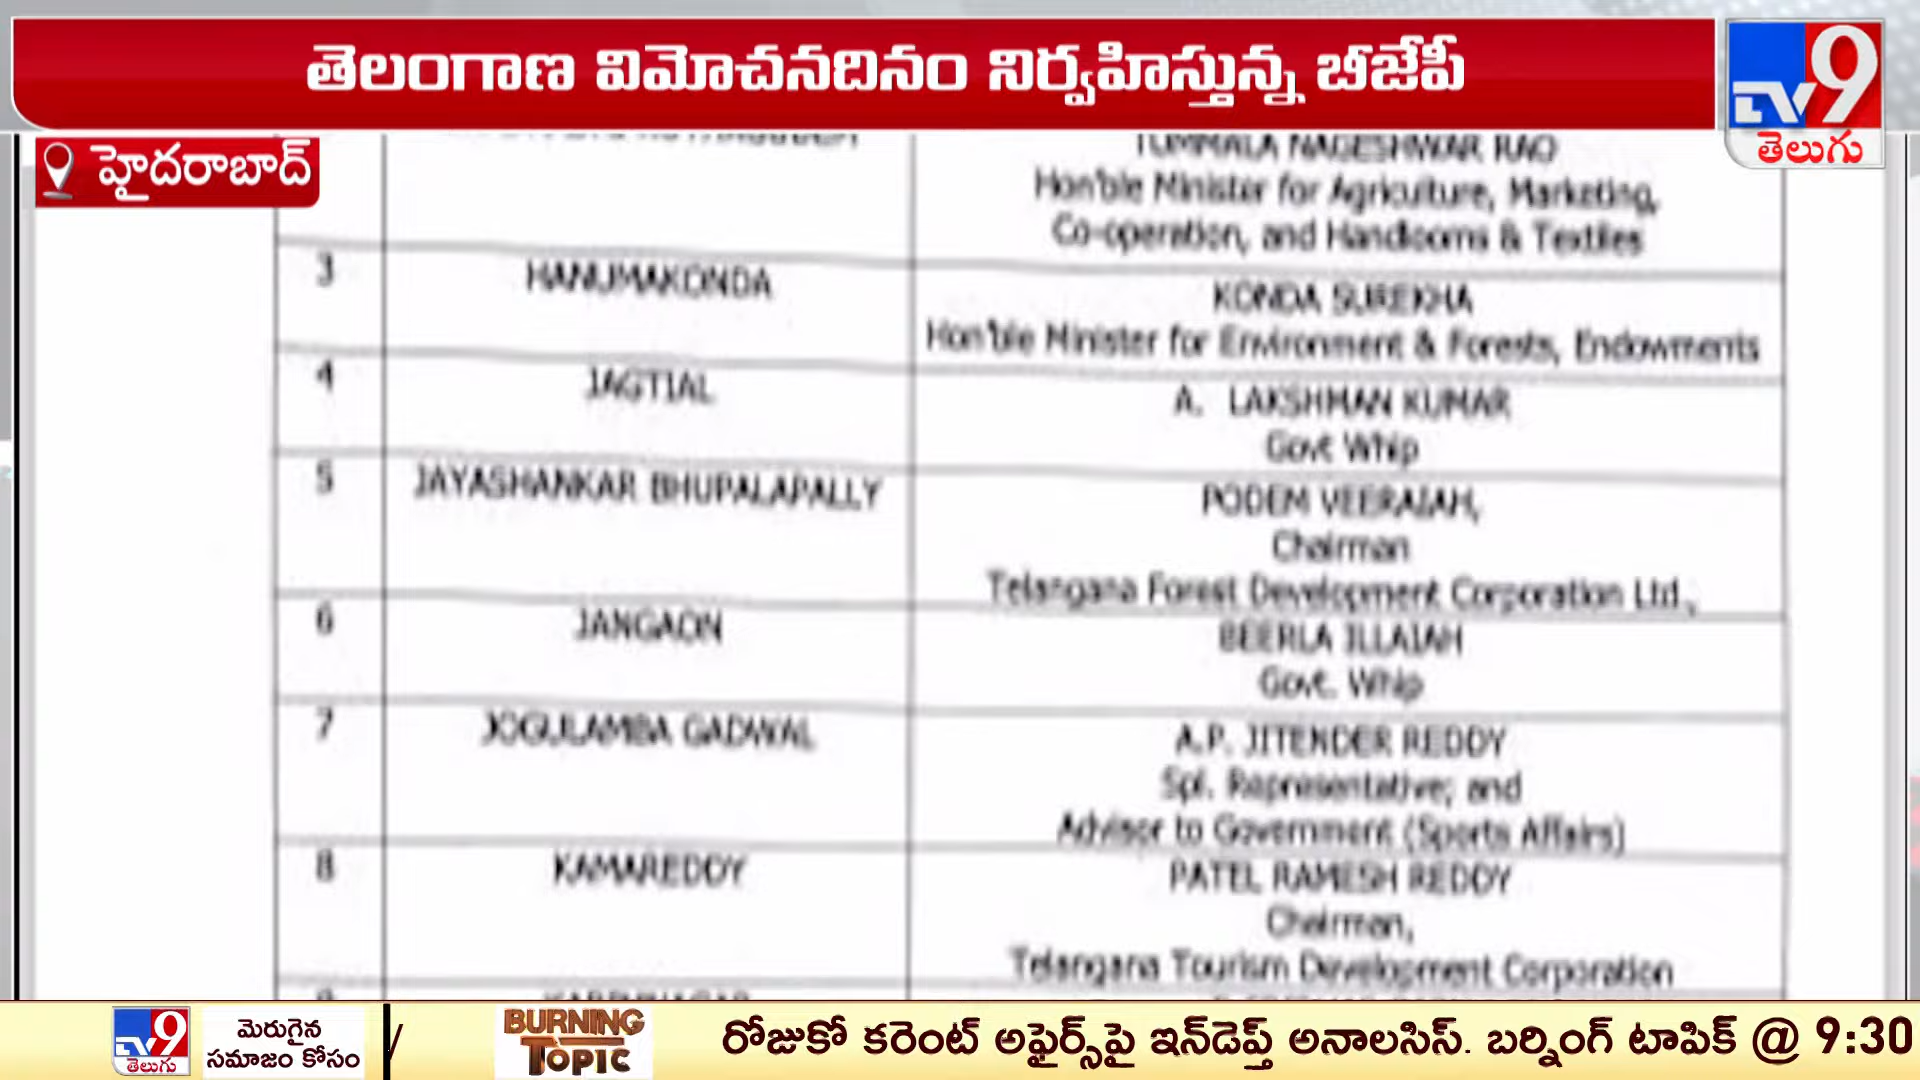 తెలంగాణ విమోచనదినం నిర్వహిస్తున్న బీజేపీ
TV9
తెలుగు
హైదరాబాద్
TUMMALA NAGESHWAR RAO
Hon'ble Minister for Agriculture, Marketing,
Co-operation, and Handlooms & Textiles
3 HANUMAKONDA KONDA SUREKHA
Hon'ble Minister for Environment & Forests, Endowments
4 JAGTIAL A. LAKSHMAN KUMAR
Govt Whip
5 JAYASHANKAR BHUPALAPALLY PODEM VEERAIAH,
Chairman
Telangana Forest Development Corporation Ltd.,
6 JANGAON BEERLA ILLAIAH
Govt. Whip
7 JOGULAMBA GADWAL A.P. JITENDER REDDY
Spl. Representative; and
Advisor to Government (Sports Affairs)
8 KAMAREDDY PATEL RAMESH REDDY
Chairman,
Telangana Tourism Development Corporation
TV9
తెలుగు
మెరుగైన
సమాజం కోసం
BURNING
TOPIC
రోజుకో కరెంట్ అఫైర్స్‌పై ఇన్‌డెప్త్ అనాలసిస్. బర్నింగ్ టాపిక్ @ 9:30